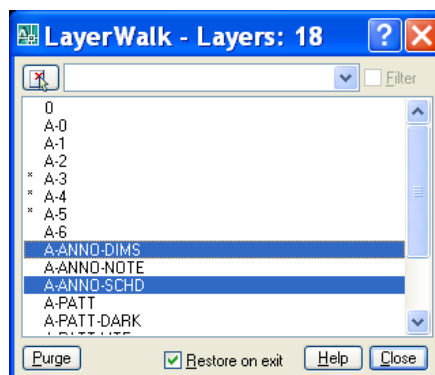 LayerWalk - Layers: 18
Filter
0
A-0
A-1
A-2
* A-3
* A-4
* A-5
A-6
A-ANNO-DIMS
A-ANNO-NOTE
A-ANNO-SCHD
A-PATT
A-PATT-DARK
Purge Restore on exit Help Close